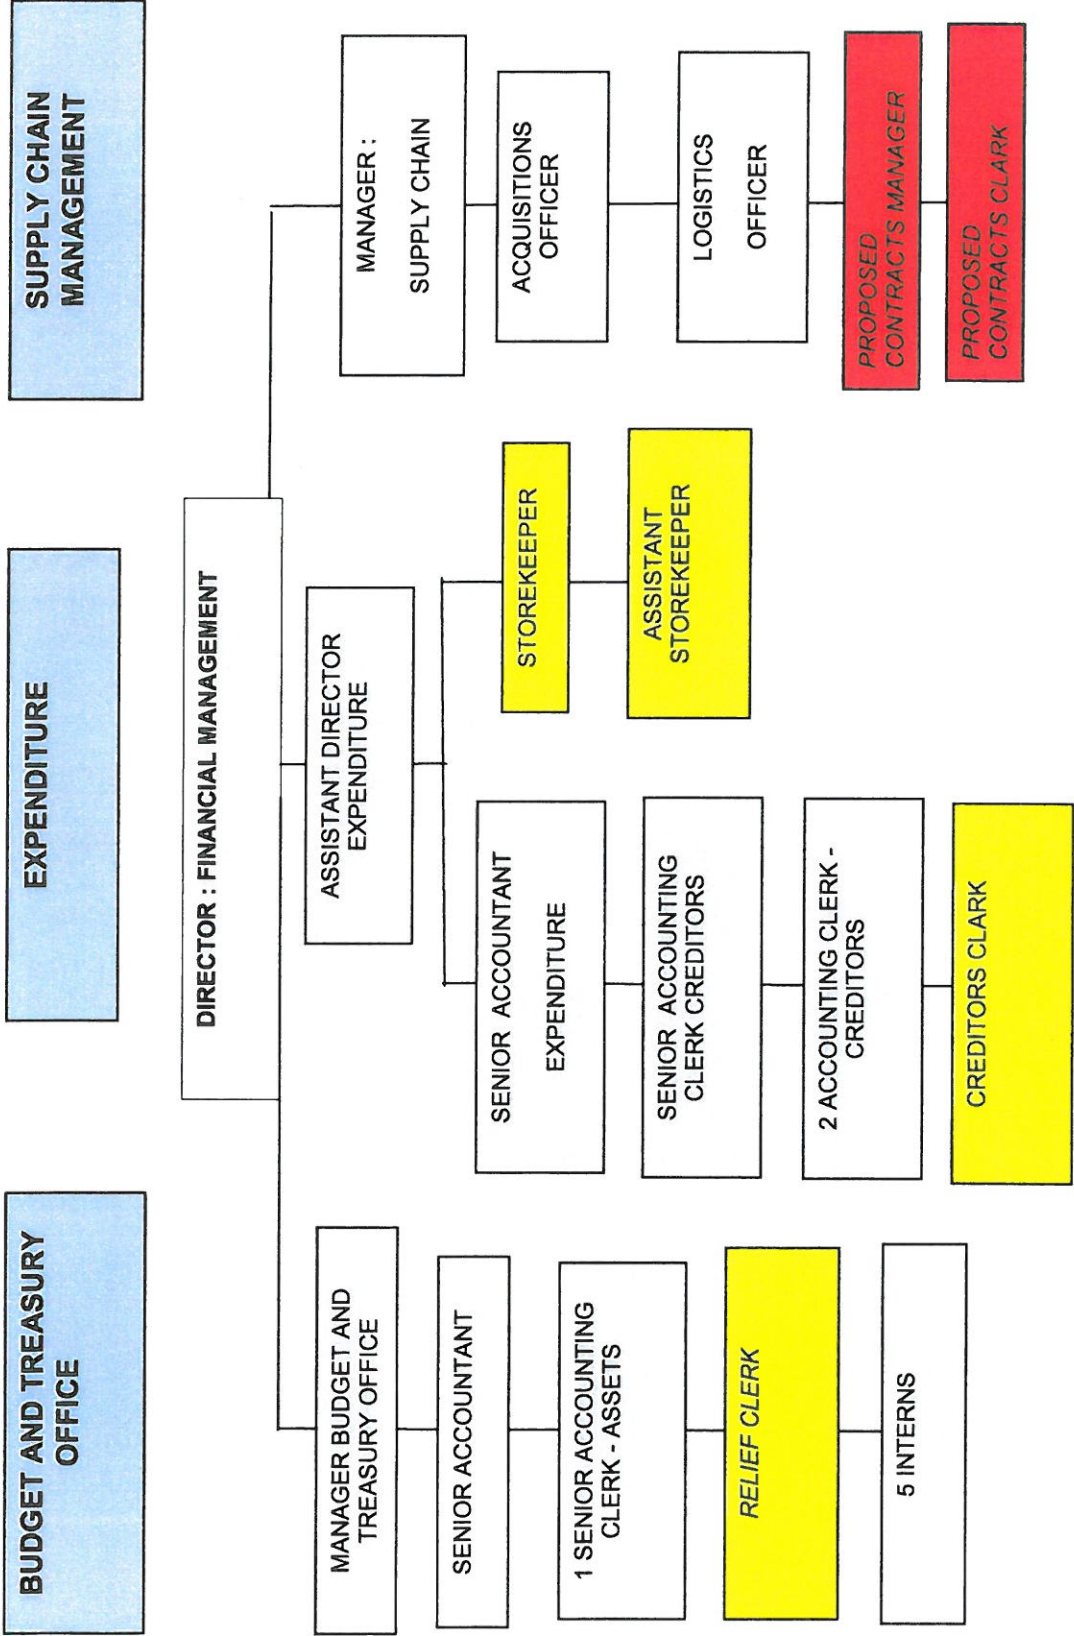 BUDGET AND TREASURY
OFFICE
EXPENDITURE
SUPPLY CHAIN
MANAGEMENT
DIRECTOR : FINANCIAL MANAGEMENT
MANAGER BUDGET AND
TREASURY OFFICE
SENIOR ACCOUNTANT
1 SENIOR ACCOUNTING
CLERK - ASSETS
RELIEF CLERK
5 INTERNS
ASSISTANT DIRECTOR
EXPENDITURE
SENIOR ACCOUNTANT
EXPENDITURE
SENIOR ACCOUNTING
CLERK CREDITORS
2 ACCOUNTING CLERK -
CREDITORS
CREDITORS CLARK
STOREKEEPER
ASSISTANT
STOREKEEPER
MANAGER :
SUPPLY CHAIN
ACQUISITIONS
OFFICER
LOGISTICS
OFFICER
PROPOSED
CONTRACTS MANAGER
PROPOSED
CONTRACTS CLARK